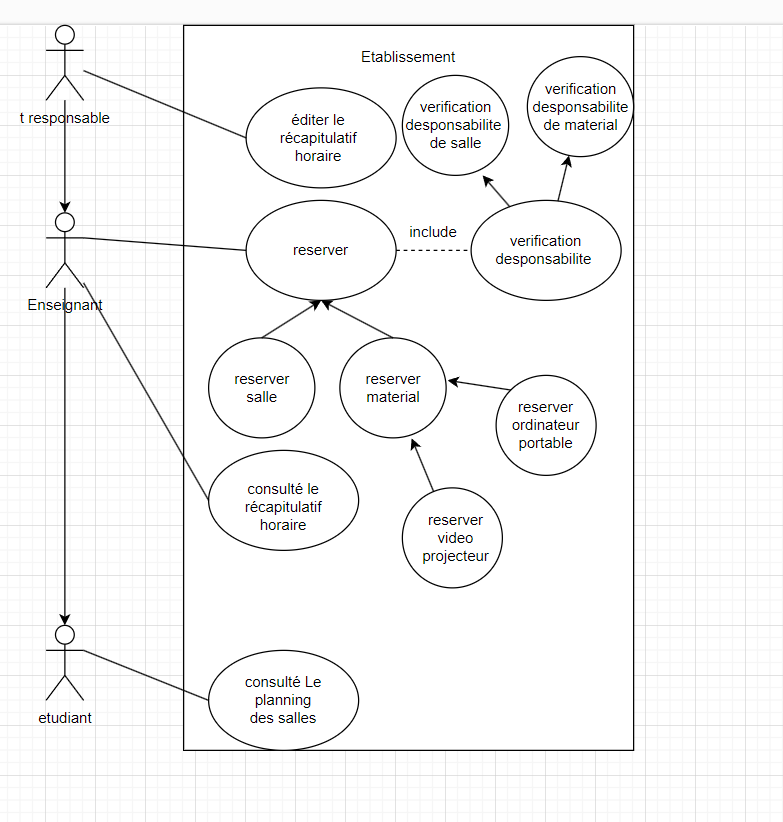 Etablissement
t responsable
éditer le
récapitulatif
horaire
verification
desponsabilite
de salle
verification
desponsabilite
de material
Enseignant
reserver
include
verification
desponsabilite
reserver
salle
reserver
material
reserver
ordinateur
portable
consulté le
récapitulatif
horaire
reserver
video
projecteur
etudiant
consulté Le
planning
des salles